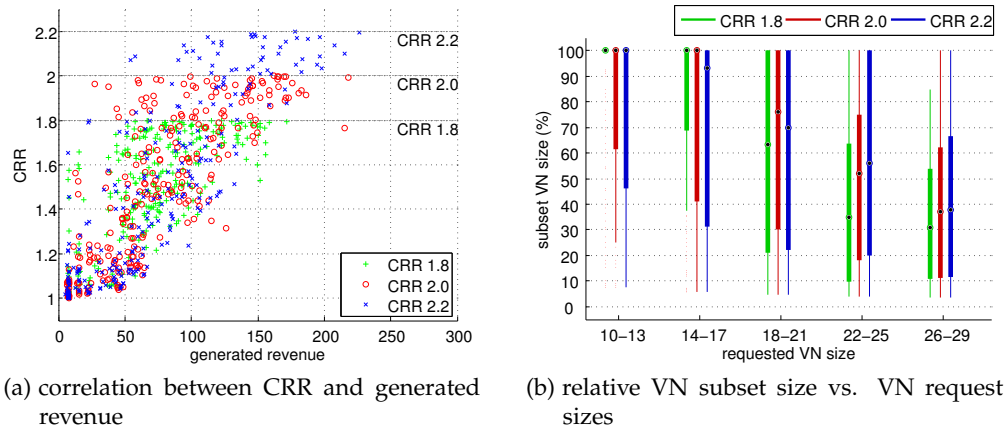 2.2
2
1.8
1.6
1.4
1.2
1
CRR
CRR 2.2
CRR 2.0
CRR 1.8
CRR 1.8
CRR 2.0
CRR 2.2
0 50 100 150 200 250 300
generated revenue
(a) correlation between CRR and generated
revenue
CRR 1.8 CRR 2.0 CRR 2.2
100
90
80
70
60
50
40
30
20
10
0
subset VN size (%)
10−13 14−17 18−21 22−25 26−29
requested VN size
(b) relative VN subset size vs. VN request
sizes